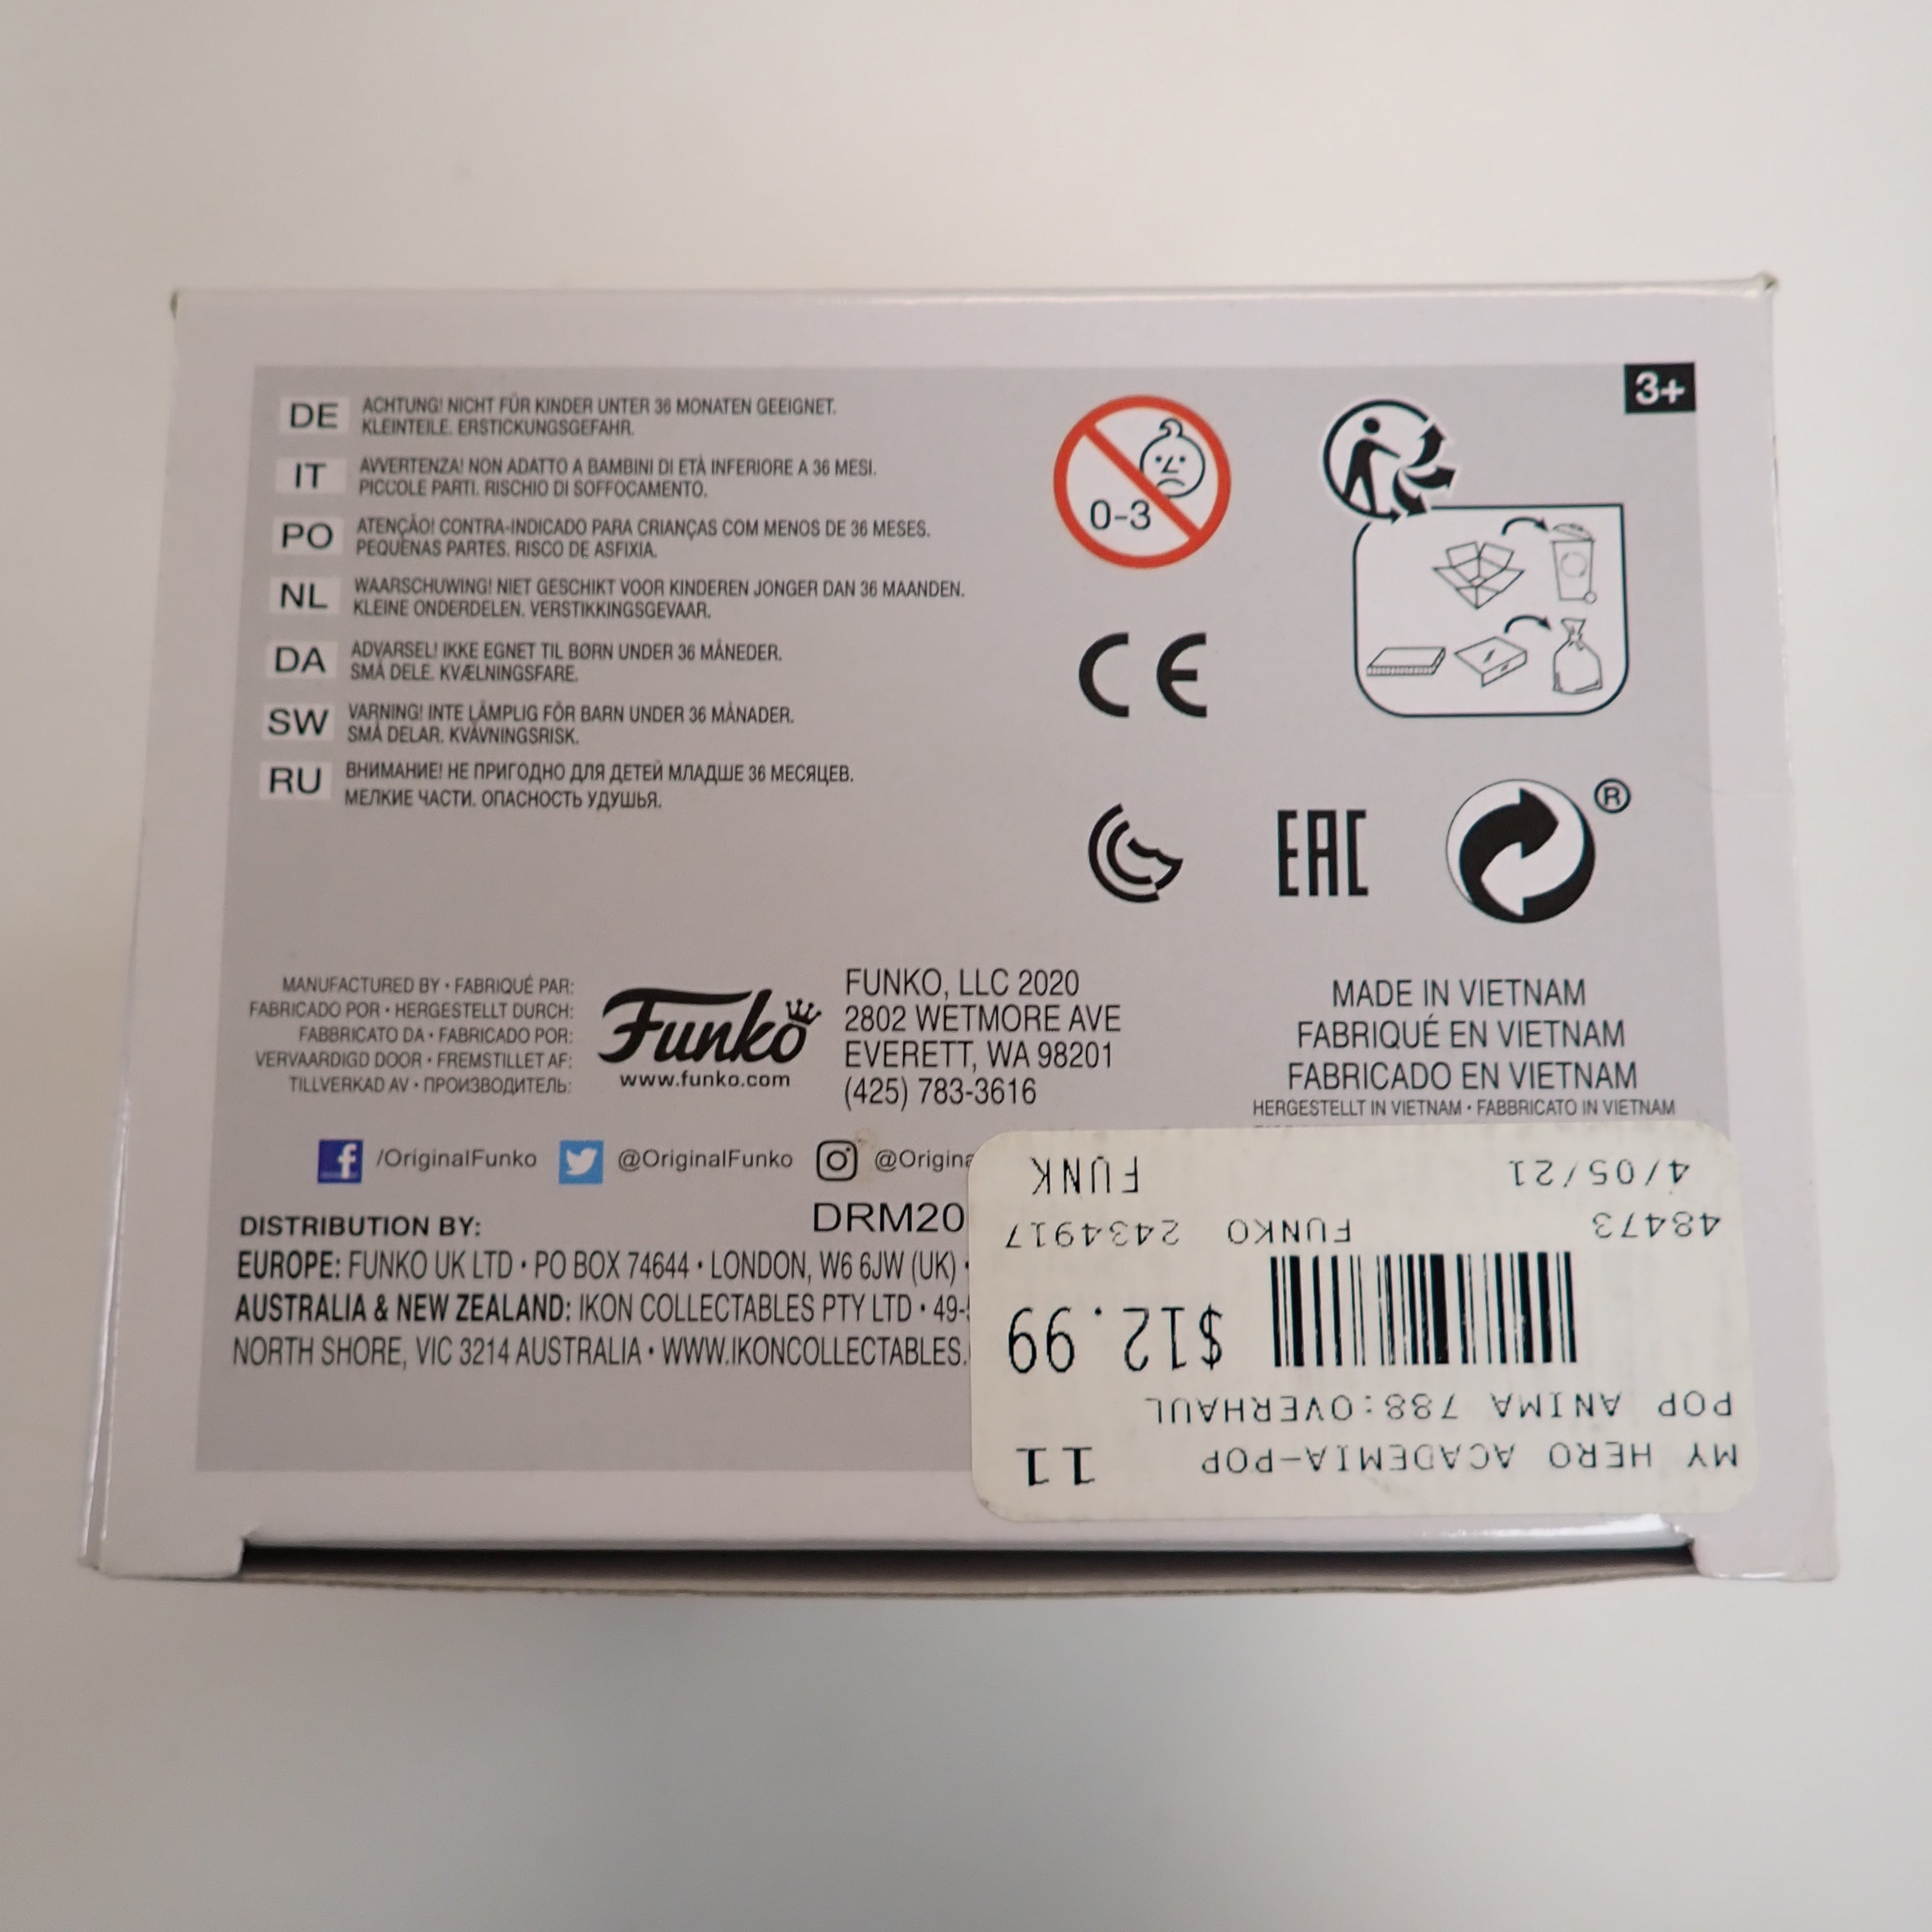 3+
DE
ACHTUNG! NICHT FÜR KINDER UNTER 36 MONATEN GEEIGNET.
KLEINTEILE. ERSTICKUNGSGEFAHR.
IT
AVVERTENZA! NON ADATTO A BAMBINI DI ETÀ INFERIORE A 36 MESI.
PICCOLE PARTI. RISCHIO DI SOFFOCAMENTO.
PO
ATENÇÃO! CONTRA-INDICADO PARA CRIANÇAS COM MENOS DE 36 MESES.
PEQUENAS PARTES. RISCO DE ASFIXIA.
NL
WAARSCHUWING! NIET GESCHIKT VOOR KINDEREN JONGER DAN 36 MAANDEN.
KLEINE ONDERDELEN. VERSTIKKINGSGEVAAR.
DA
ADVARSEL! IKKE EGNET TIL BØRN UNDER 36 MÅNEDER.
SMÅ DELE. KVÆLNINGSFARE.
SW
VARNING! INTE LÄMPLIG FÖR BARN UNDER 36 MÅNADER.
SMÅ DELAR. KVÄVNINGSRISK.
RU
ВНИМАНИЕ! НЕ ПРИГОДНО ДЛЯ ДЕТЕЙ МЛАДШЕ 36 МЕСЯЦЕВ.
МЕЛКИЕ ЧАСТИ. ОПАСНОСТЬ УДУШЬЯ.
0-3
CE
EAC
®
MANUFACTURED BY • FABRIQUÉ PAR:
FABRICADO POR • HERGESTELLT DURCH:
FABBRICATO DA • FABRICADO POR:
VERVAARDIGD DOOR • FREMSTILLET AF:
TILLVERKAD AV • ПРОИЗВОДИТЕЛЬ:
Funko
www.funko.com
FUNKO, LLC 2020
2802 WETMORE AVE
EVERETT, WA 98201
(425) 783-3616
MADE IN VIETNAM
FABRIQUÉ EN VIETNAM
FABRICADO EN VIETNAM
HERGESTELLT IN VIETNAM • FABBRICATO IN VIETNAM
/OriginalFunko @OriginalFunko @Origina
DRM20
DISTRIBUTION BY:
EUROPE: FUNKO UK LTD • PO BOX 74644 • LONDON, W6 6JW (UK) •
AUSTRALIA & NEW ZEALAND: IKON COLLECTABLES PTY LTD • 49-
NORTH SHORE, VIC 3214 AUSTRALIA • WWW.IKONCOLLECTABLES.
MY HERO ACADEMIA-POP 11
POP ANIMA 788:OVERHAUL
$12.99
48473 FUNKO 2434917
4/05/21 FUNK